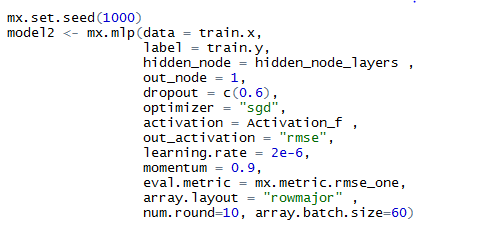 mx.set.seed(1000)
model2 <- mx.mlp(data = train.x,
label = train.y,
hidden_node = hidden_node_layers ,
out_node = 1,
dropout = c(0.6),
optimizer = "sgd",
activation = Activation_f ,
out_activation = "rmse",
learning.rate = 2e-6,
momentum = 0.9,
eval.metric = mx.metric.rmse_one,
array.layout = "rowmajor" ,
num.round=10, array.batch.size=60)